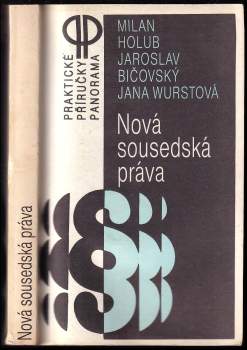 Nová sousedská práva
PRAKTICKÉ
PŘÍRUČKY
PANORAMA
MILAN
HOLUB
JAROSLAV
BIČOVSKÝ
JANA WURSTOVÁ
Nová
sousedská
práva
§